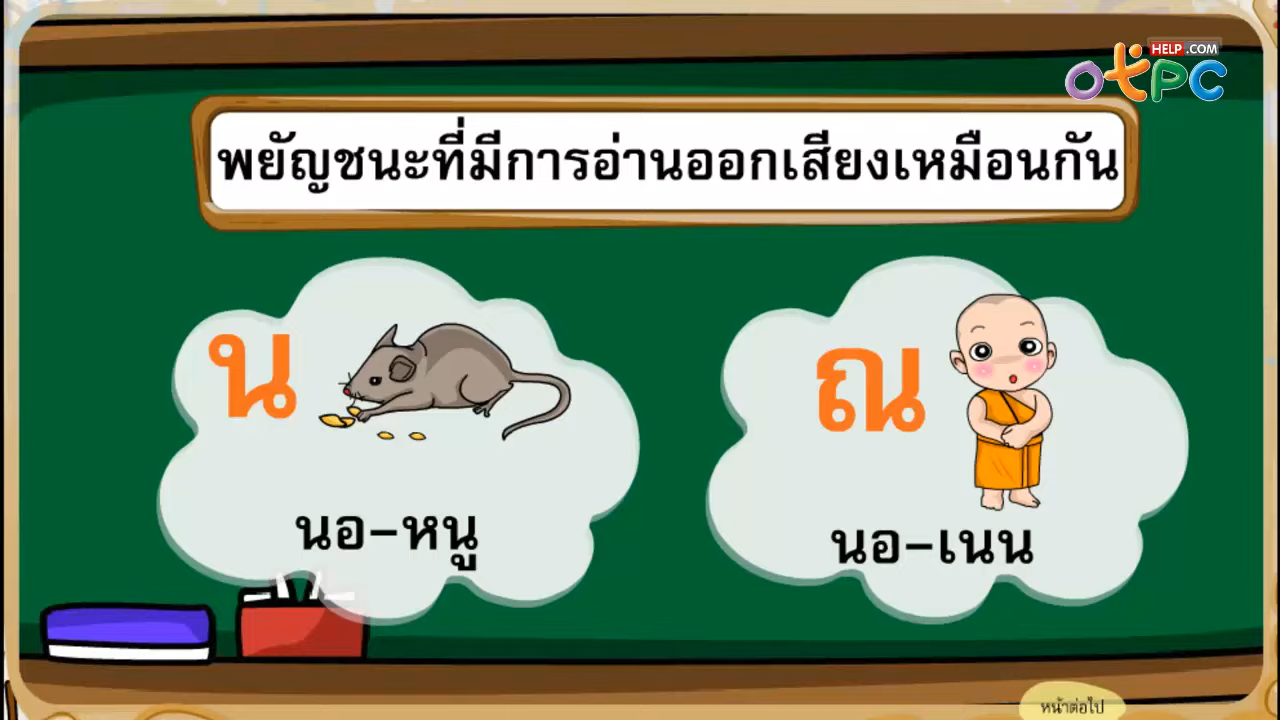 HELP.COM
OTPC
พยัญชนะที่มีการอ่านออกเสียงเหมือนกัน
น
ณ
นอ-หนู
นอ-เนน
หน้าต่อไป